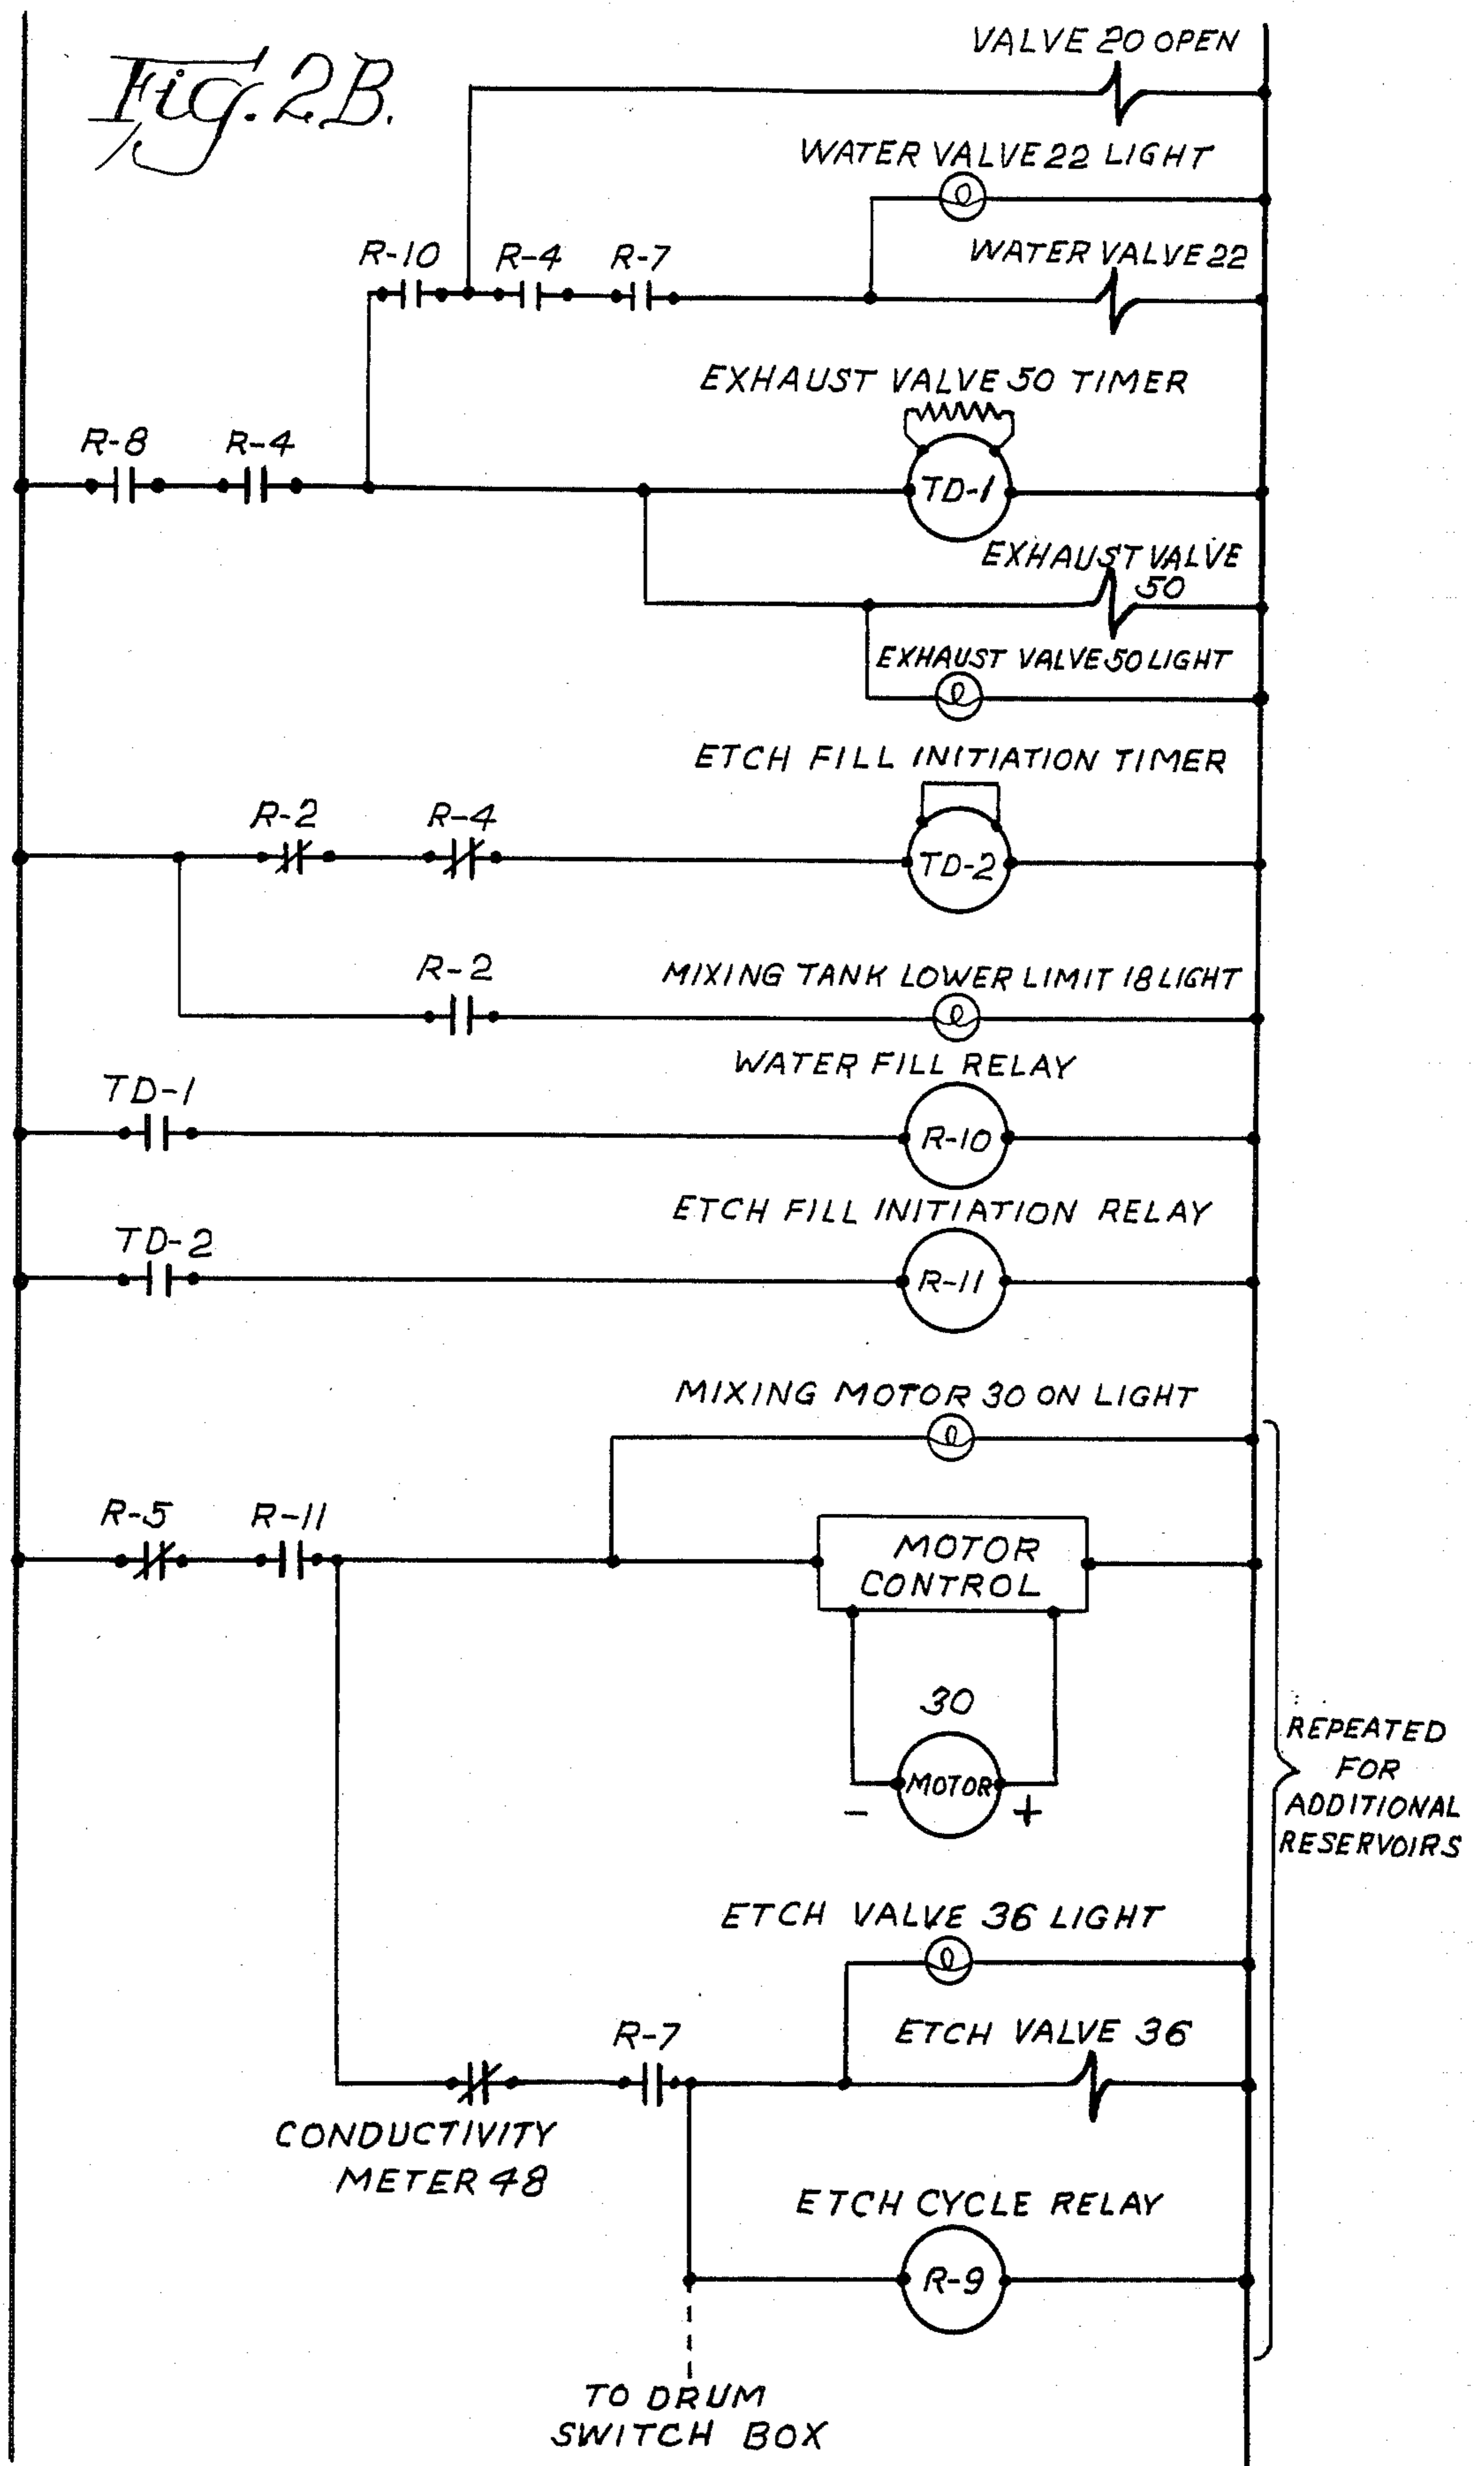 Fig. 2B.
VALVE 20 OPEN
WATER VALVE 22 LIGHT
R-10 R-4 R-7
WATER VALVE 22
EXHAUST VALVE 50 TIMER
R-8 R-4
TD-1
EXHAUST VALVE
50
EXHAUST VALVE 50 LIGHT
ETCH FILL INITIATION TIMER
R-2 R-4
TD-2
R-2
MIXING TANK LOWER LIMIT 18 LIGHT
WATER FILL RELAY
TD-1
R-10
ETCH FILL INITIATION RELAY
TD-2
R-11
MIXING MOTOR 30 ON LIGHT
R-5 R-11
MOTOR
CONTROL
30
MOTOR
- +
REPEATED
FOR
ADDITIONAL
RESERVOIRS
ETCH VALVE 36 LIGHT
R-7
ETCH VALVE 36
CONDUCTIVITY
METER 48
ETCH CYCLE RELAY
R-9
TO DRUM
SWITCH BOX